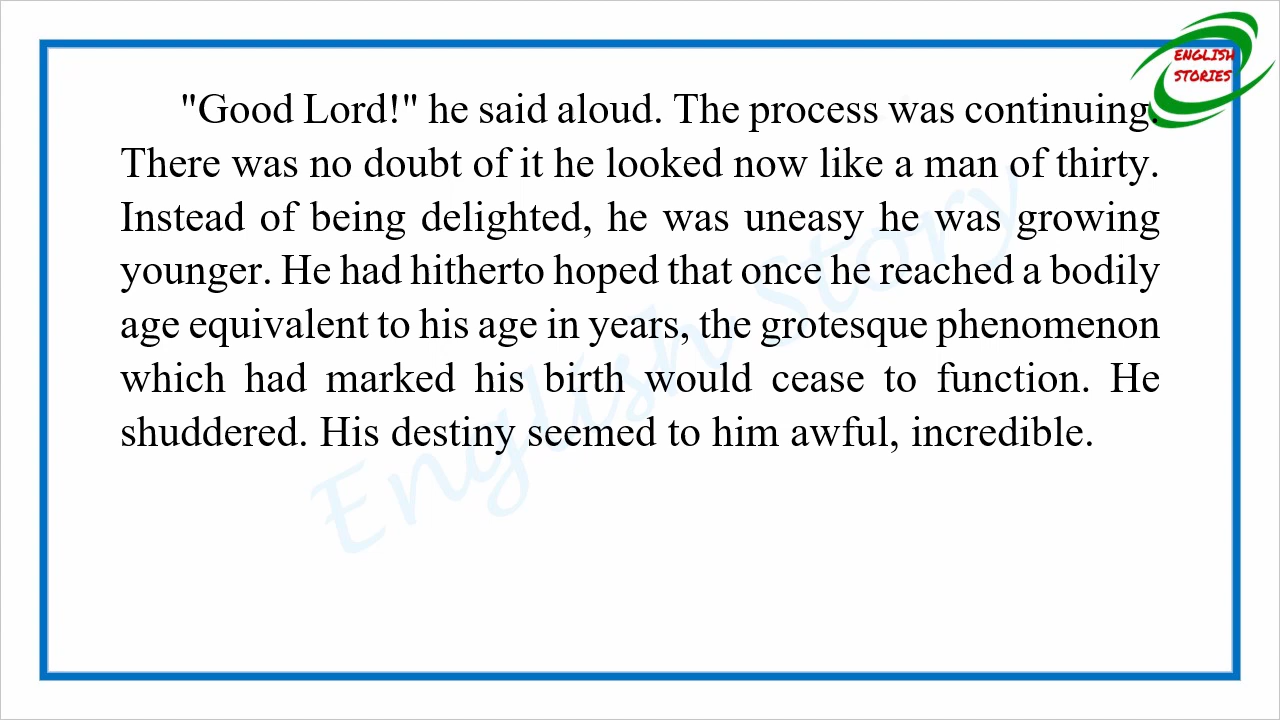 ENGLISH
STORIES
"Good Lord!" he said aloud. The process was continuing.
There was no doubt of it he looked now like a man of thirty.
Instead of being delighted, he was uneasy he was growing
younger. He had hitherto hoped that once he reached a bodily
age equivalent to his age in years, the grotesque phenomenon
which had marked his birth would cease to function. He
shuddered. His destiny seemed to him awful, incredible.
English Story